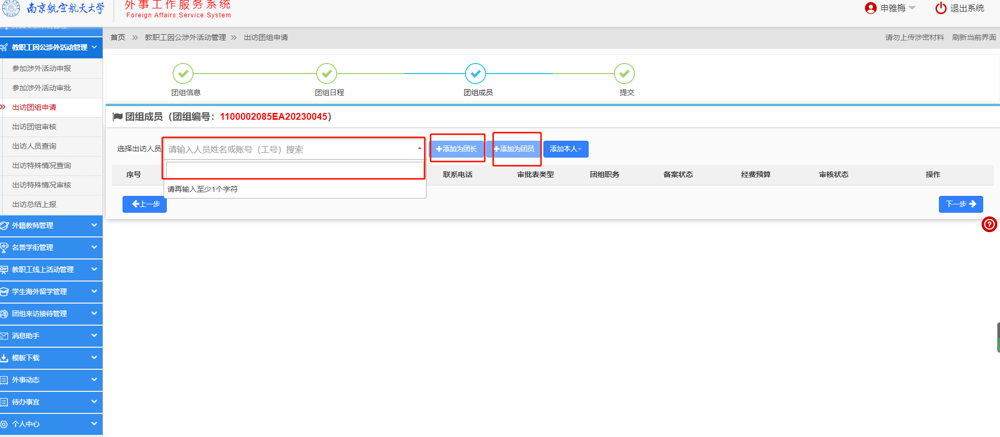 南京航空航天大学
外事工作服务系统
Foreign Affairs Service System
申雅梅
退出系统
首页 » 教职工因公涉外活动管理 » 出访团组申请
请勿上传涉密材料 刷新当前界面
教职工因公涉外活动管理
参加涉外活动申报
参加涉外活动审批
出访团组申请
出访团组审核
出访人员查询
出访特殊情况查询
出访特殊情况审核
出访总结上报
外籍教师管理
名誉学衔管理
教职工线上活动管理
学生海外留学管理
团组来访接待管理
消息助手
模板下载
外事动态
待办事宜
个人中心
团组信息
团组日程
团组成员
提交
团组成员（团组编号：1100002085EA20230045）
选择出访人员
请输入人员姓名或账号（工号）搜索
添加为团长
添加为团员
添加本人
请再输入至少1个字符
序号 联系电话 审批表类型 团组职务 备案状态 经费预算 审核状态 操作
上一步
下一步